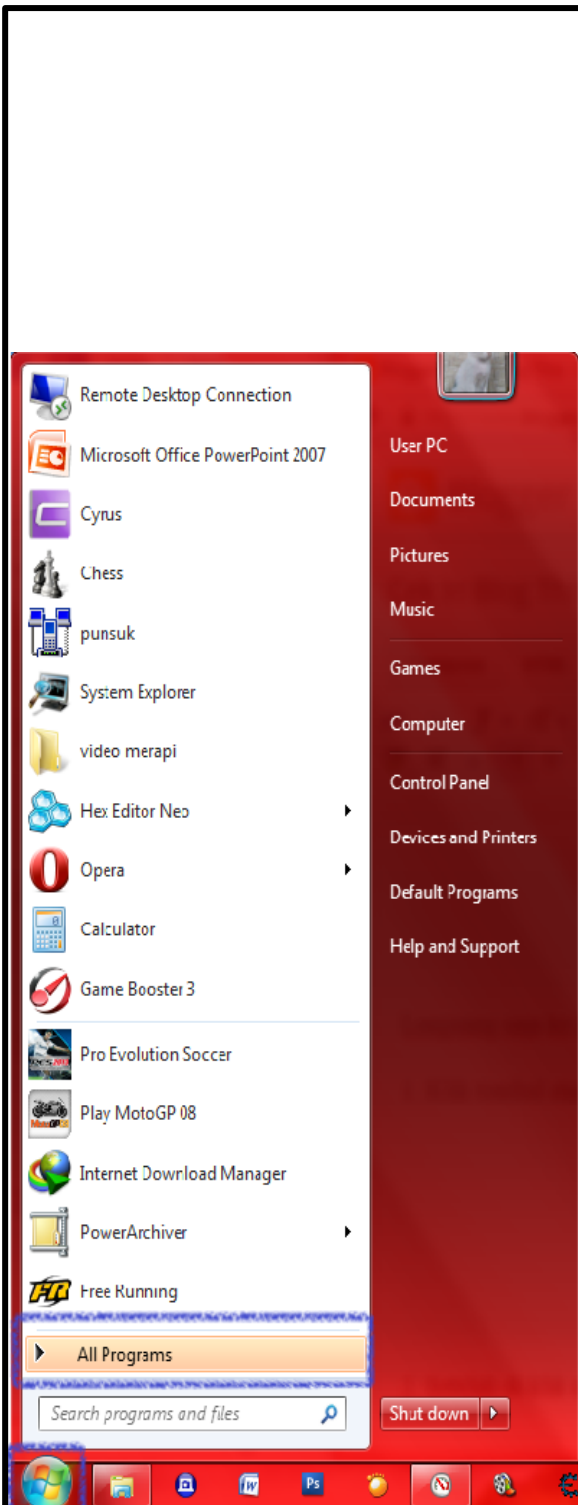 Remote Desktop Connection
Microsoft Office PowerPoint 2007
Cyrus
Chess
punsuk
System Explorer
video merapi
Hex Editor Neo
Opera
Calculator
Game Booster 3
Pro Evolution Soccer
Play MotoGP 08
Internet Download Manager
PowerArchiver
Free Running
All Programs
Search programs and files
User PC
Documents
Pictures
Music
Games
Computer
Control Panel
Devices and Printers
Default Programs
Help and Support
Shut down
Ps